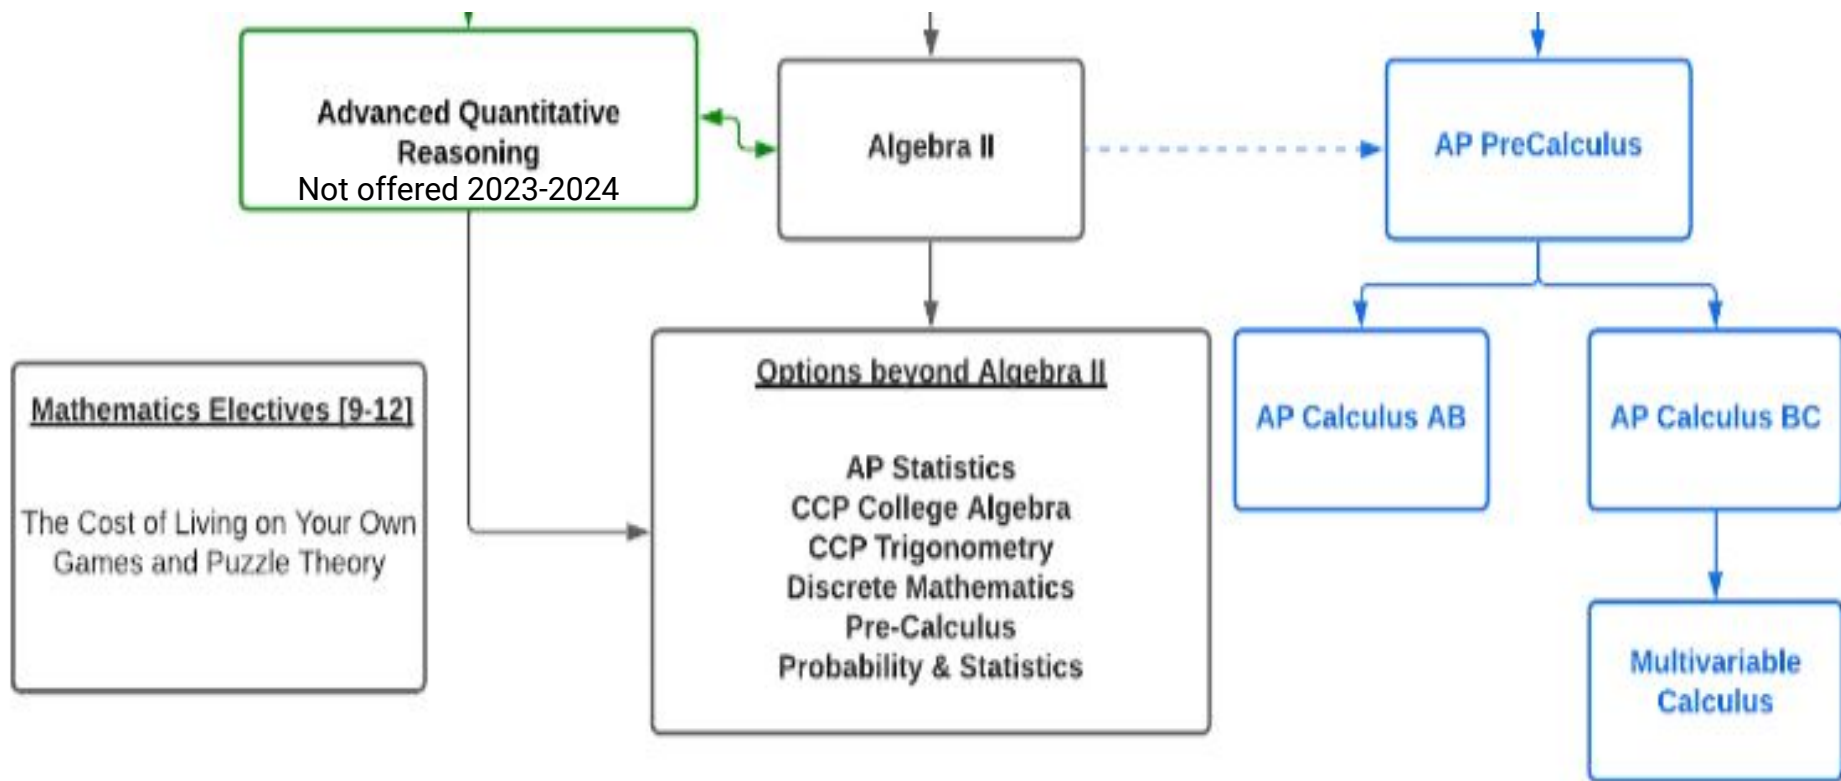 Advanced Quantitative
Reasoning
Not offered 2023-2024
Algebra II
AP PreCalculus
Mathematics Electives [9-12]
The Cost of Living on Your Own
Games and Puzzle Theory
Options beyond Algebra II
AP Statistics
CCP College Algebra
CCP Trigonometry
Discrete Mathematics
Pre-Calculus
Probability & Statistics
AP Calculus AB
AP Calculus BC
Multivariable
Calculus